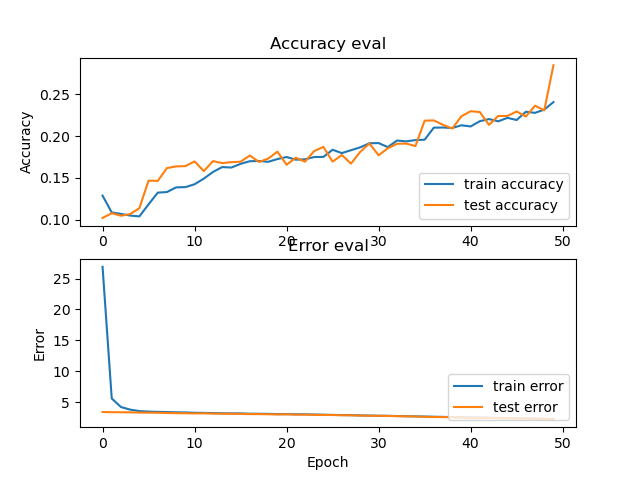 Accuracy eval
Accuracy
0.25
0.20
0.15
0.10
train accuracy
test accuracy
0 10 20 30 40 50
Error eval
Error
25
20
15
10
5
train error
test error
0 10 20 30 40 50
Epoch